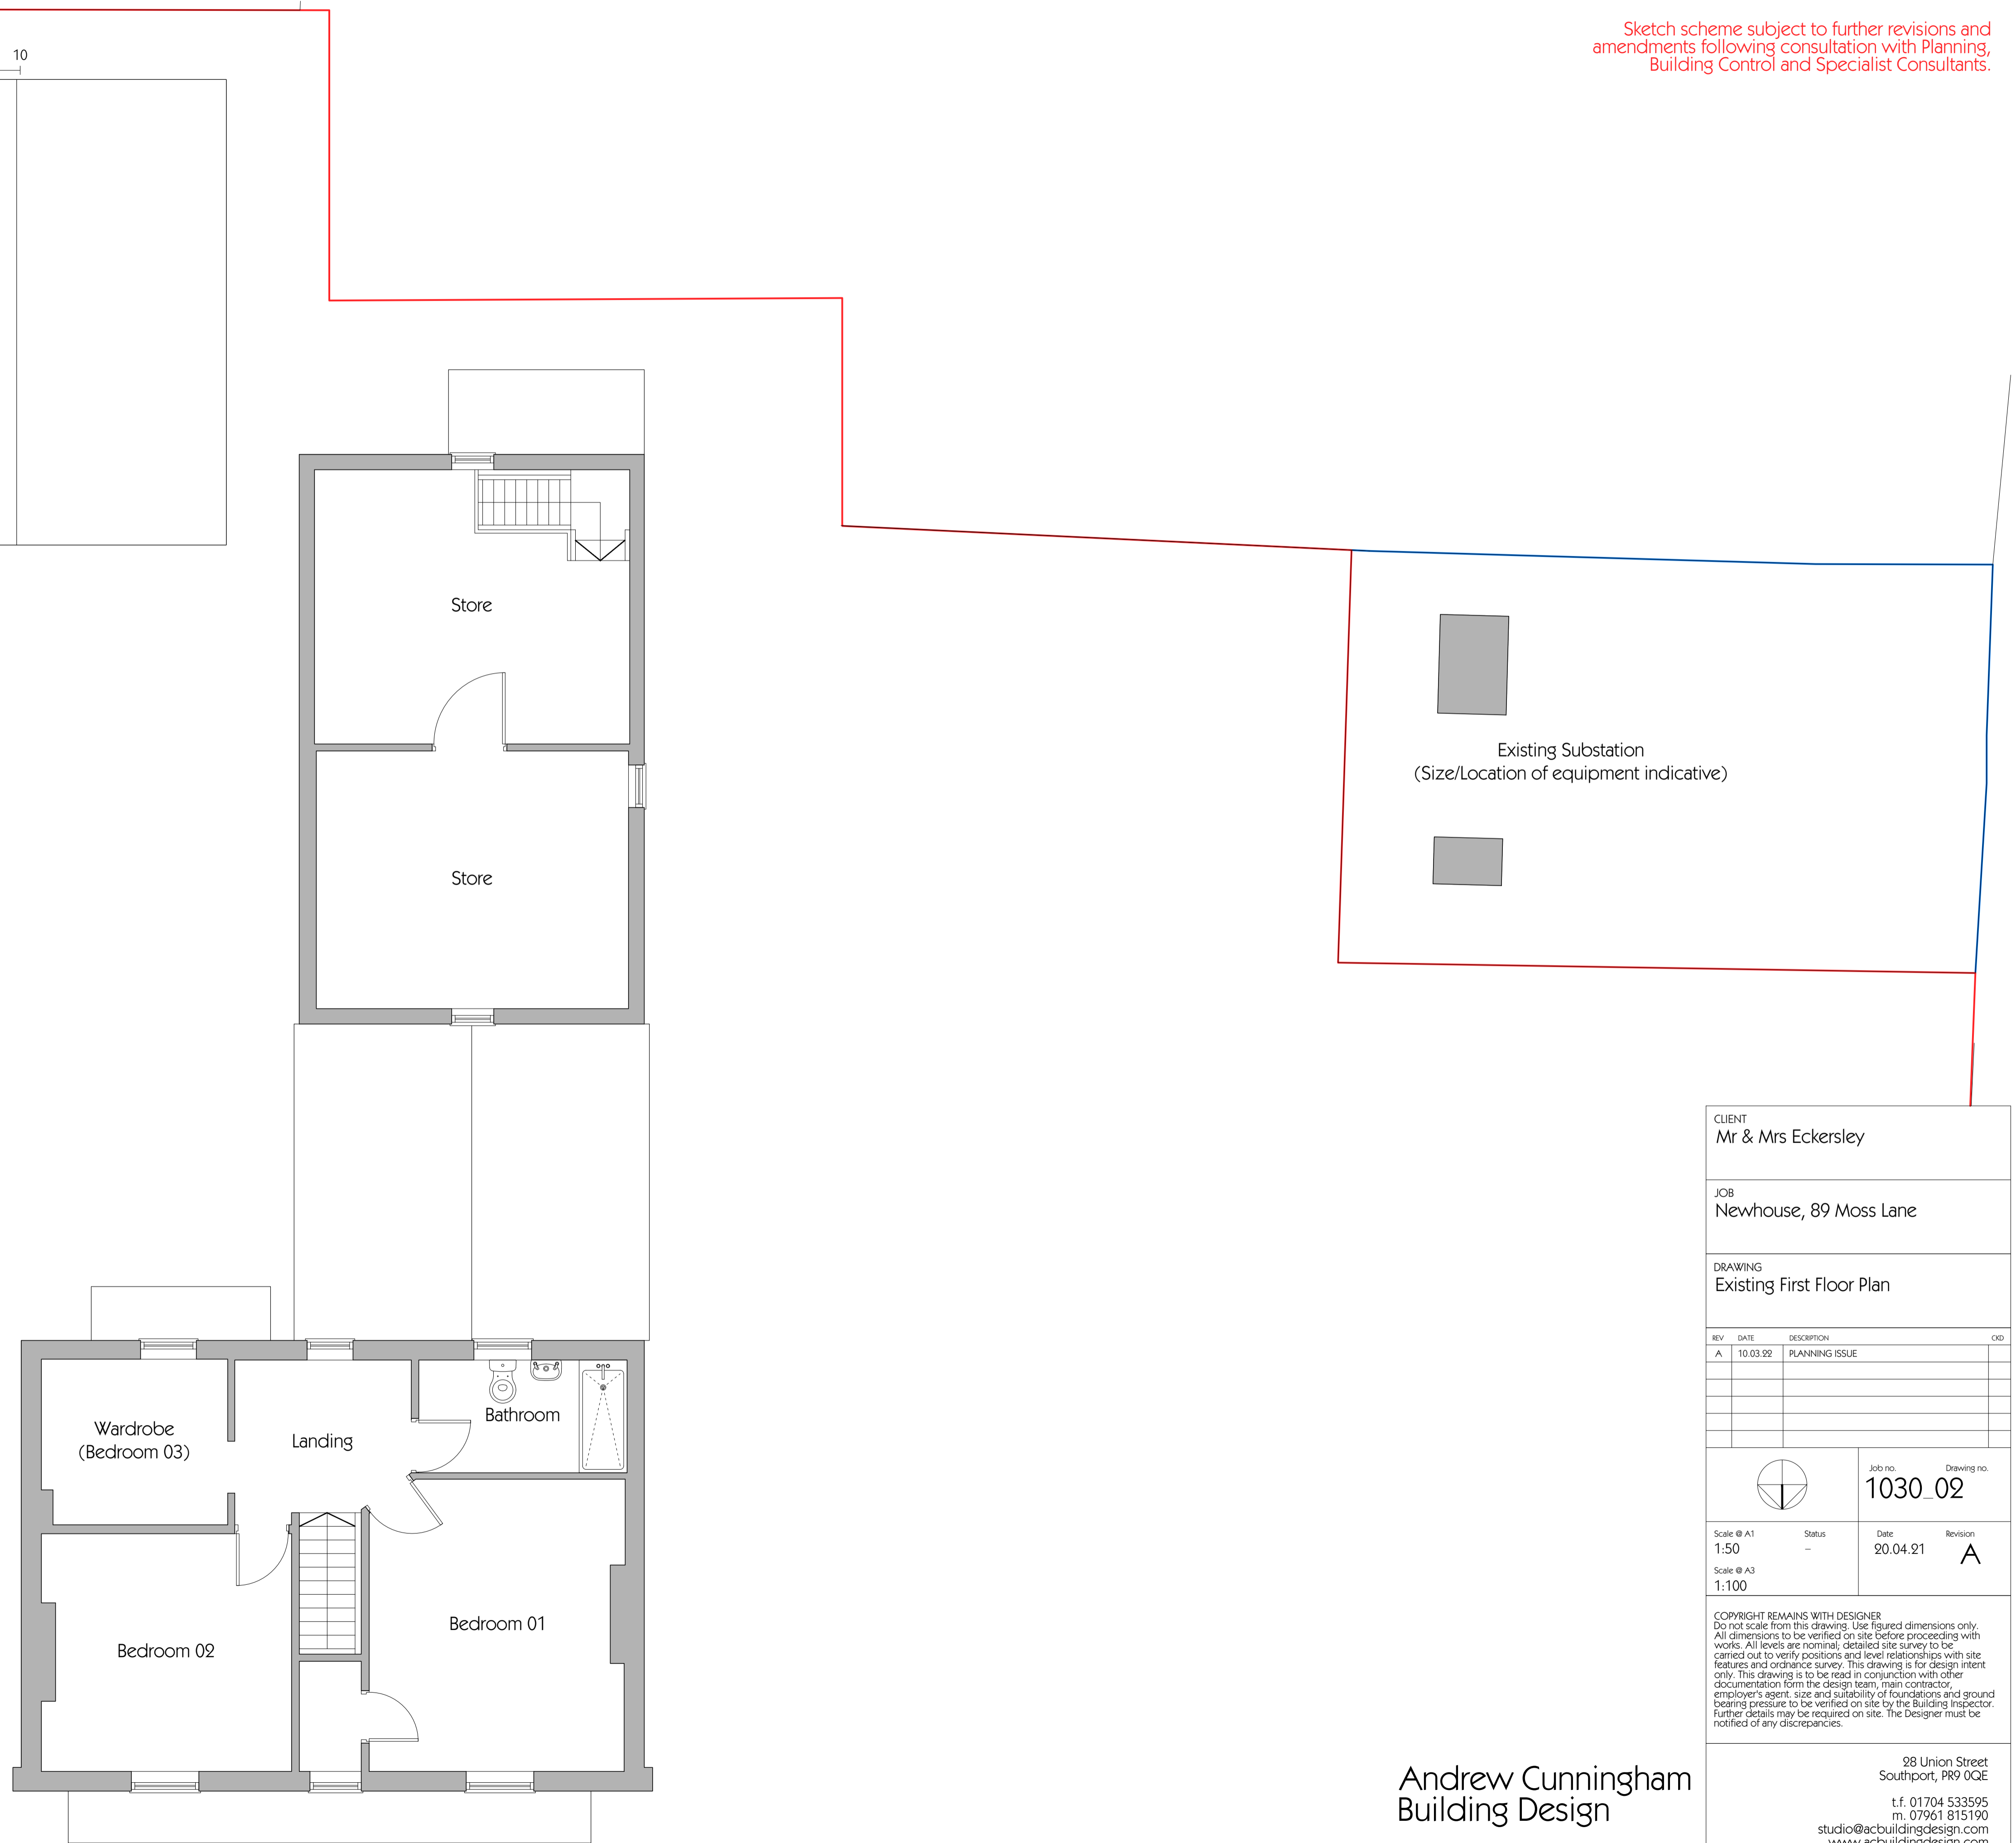 Sketch scheme subject to further revisions and
amendments following consultation with Planning,
Building Control and Specialist Consultants.
10
Store
Store
Existing Substation
(Size/Location of equipment indicative)
Wardrobe
(Bedroom 03)
Landing
Bathroom
Bedroom 01
Bedroom 02
CLIENT
Mr & Mrs Eckersley
JOB
Newhouse, 89 Moss Lane
DRAWING
Existing First Floor Plan
REV DATE DESCRIPTION CKD
A 10.03.22 PLANNING ISSUE
Job no. Drawing no.
1030_02
Scale @ A1 Status Date Revision
1:50 – 20.04.21 A
Scale @ A3
1:100
COPYRIGHT REMAINS WITH DESIGNER
Do not scale from this drawing. Use figured dimensions only.
All dimensions to be verified on site before proceeding with
works. All levels are nominal; detailed site survey to be
carried out to verify positions and level relationships with site
features and ordnance survey. This drawing is for design intent
only. This drawing is to be read in conjunction with other
documentation form the design team, main contractor,
employer's agent. size and suitability of foundations and ground
bearing pressure to be verified on site by the Building Inspector.
Further details may be required on site. The Designer must be
notified of any discrepancies.
Andrew Cunningham
Building Design
28 Union Street
Southport, PR9 0QE
t.f. 01704 533595
m. 07961 815190
studio@acbuildingdesign.com
www.acbuildingdesign.com